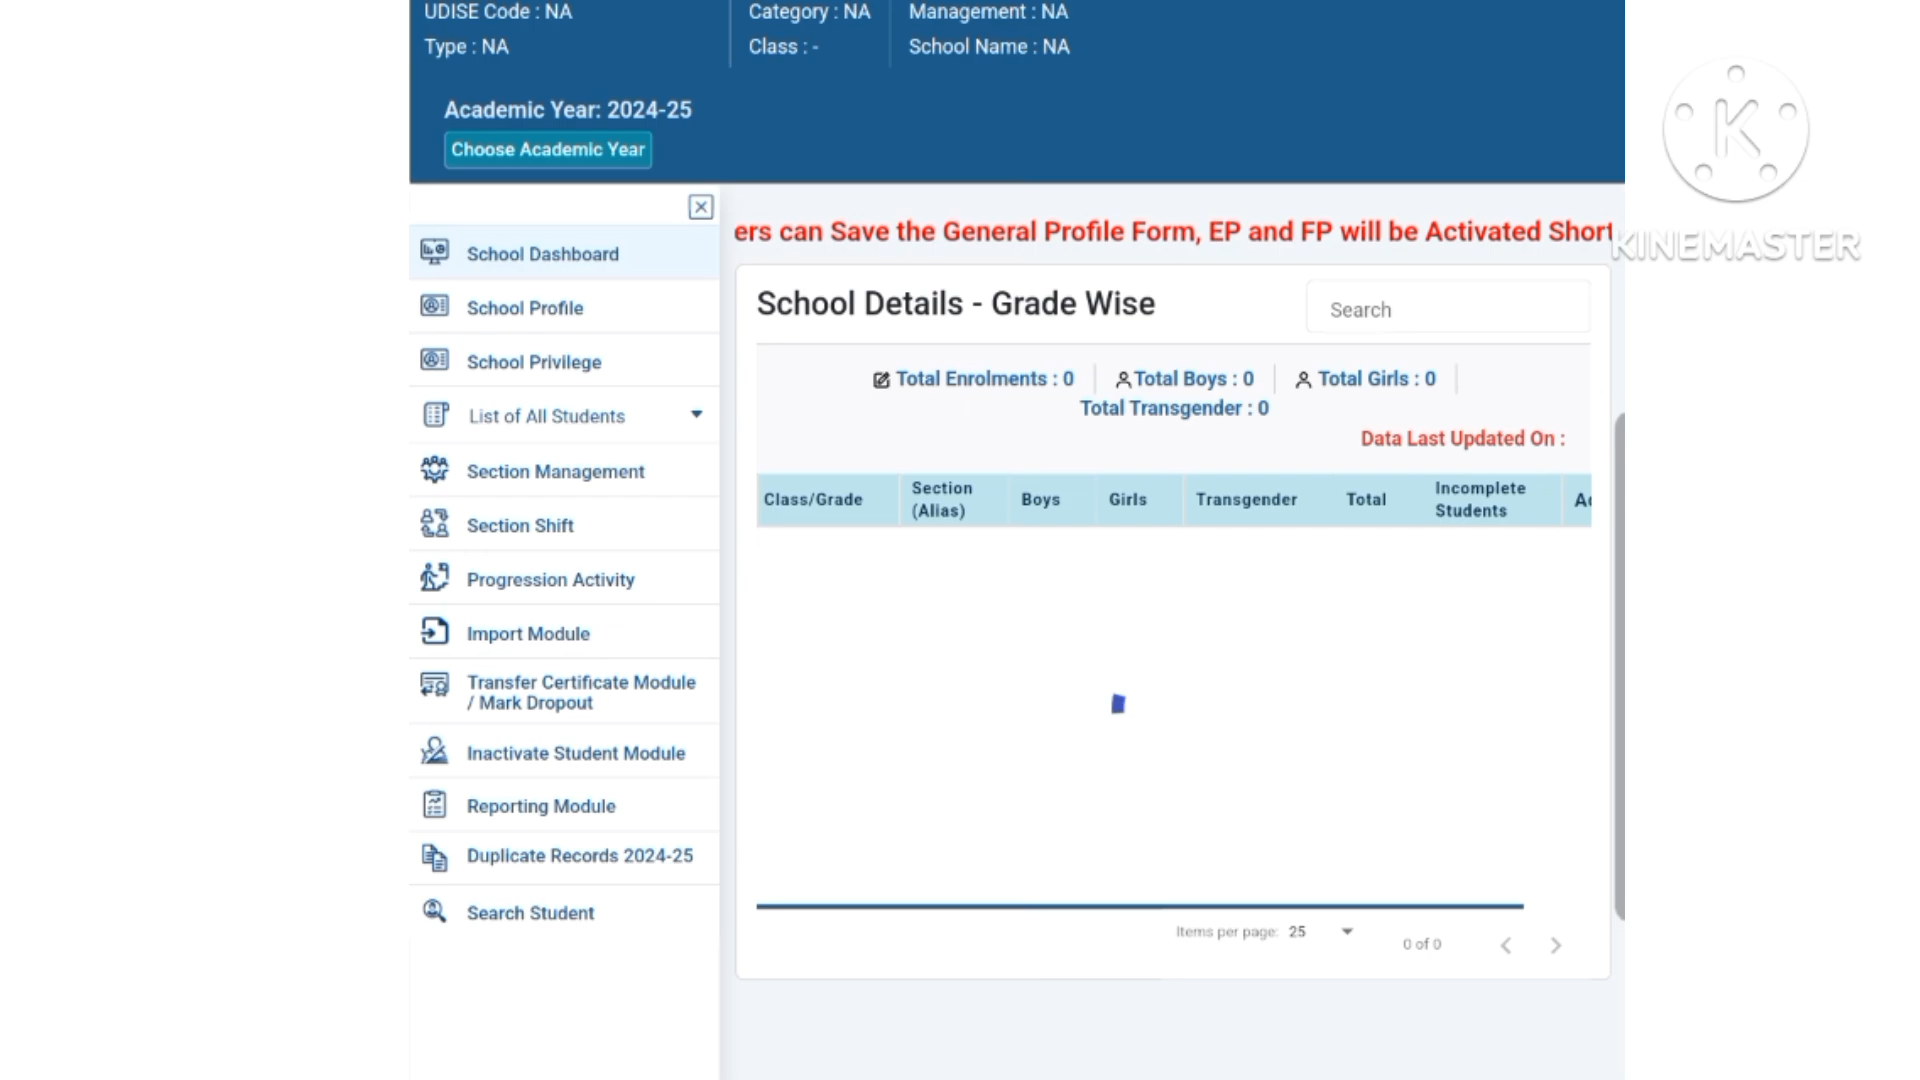 UDISE Code : NA
Category : NA
Management : NA
Type : NA
Class : -
School Name : NA
Academic Year: 2024-25
Choose Academic Year
School Dashboard
School Profile
School Privilege
List of All Students
Section Management
Section Shift
Progression Activity
Import Module
Transfer Certificate Module
/ Mark Dropout
Inactivate Student Module
Reporting Module
Duplicate Records 2024-25
Search Student
can Save the General Profile Form, EP and FP will be Activated
School Details - Grade Wise
Search
Total Enrolments : 0
Total Boys : 0
Total Girls : 0
Total Transgender : 0
Data Last Updated On :
Class/Grade
Section
(Alias)
Boys
Girls
Transgender
Total
Incomplete
Students
Items per page: 25
0 of 0
K
KINEMASTER